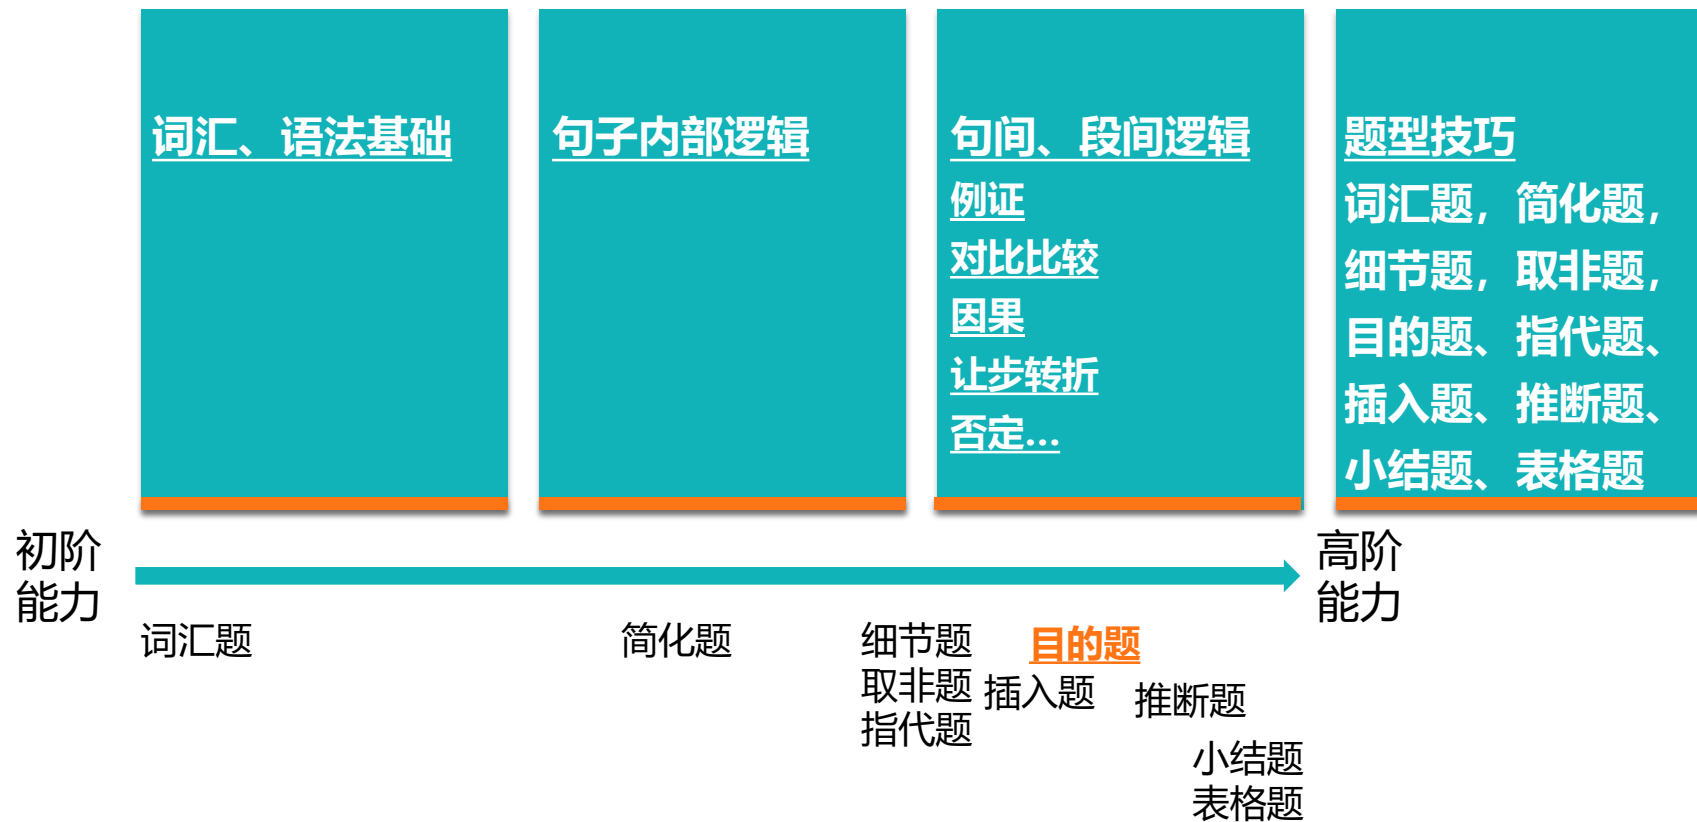 词汇、语法基础
句子内部逻辑
句间、段间逻辑
例证
对比比较
因果
让步转折
否定...
题型技巧
词汇题，简化题，
细节题，取非题，
目的题、指代题、
插入题、推断题、
小结题、表格题
初阶
能力
高阶
能力
词汇题
简化题
细节题
取非题
指代题
目的题
插入题
推断题
小结题
表格题